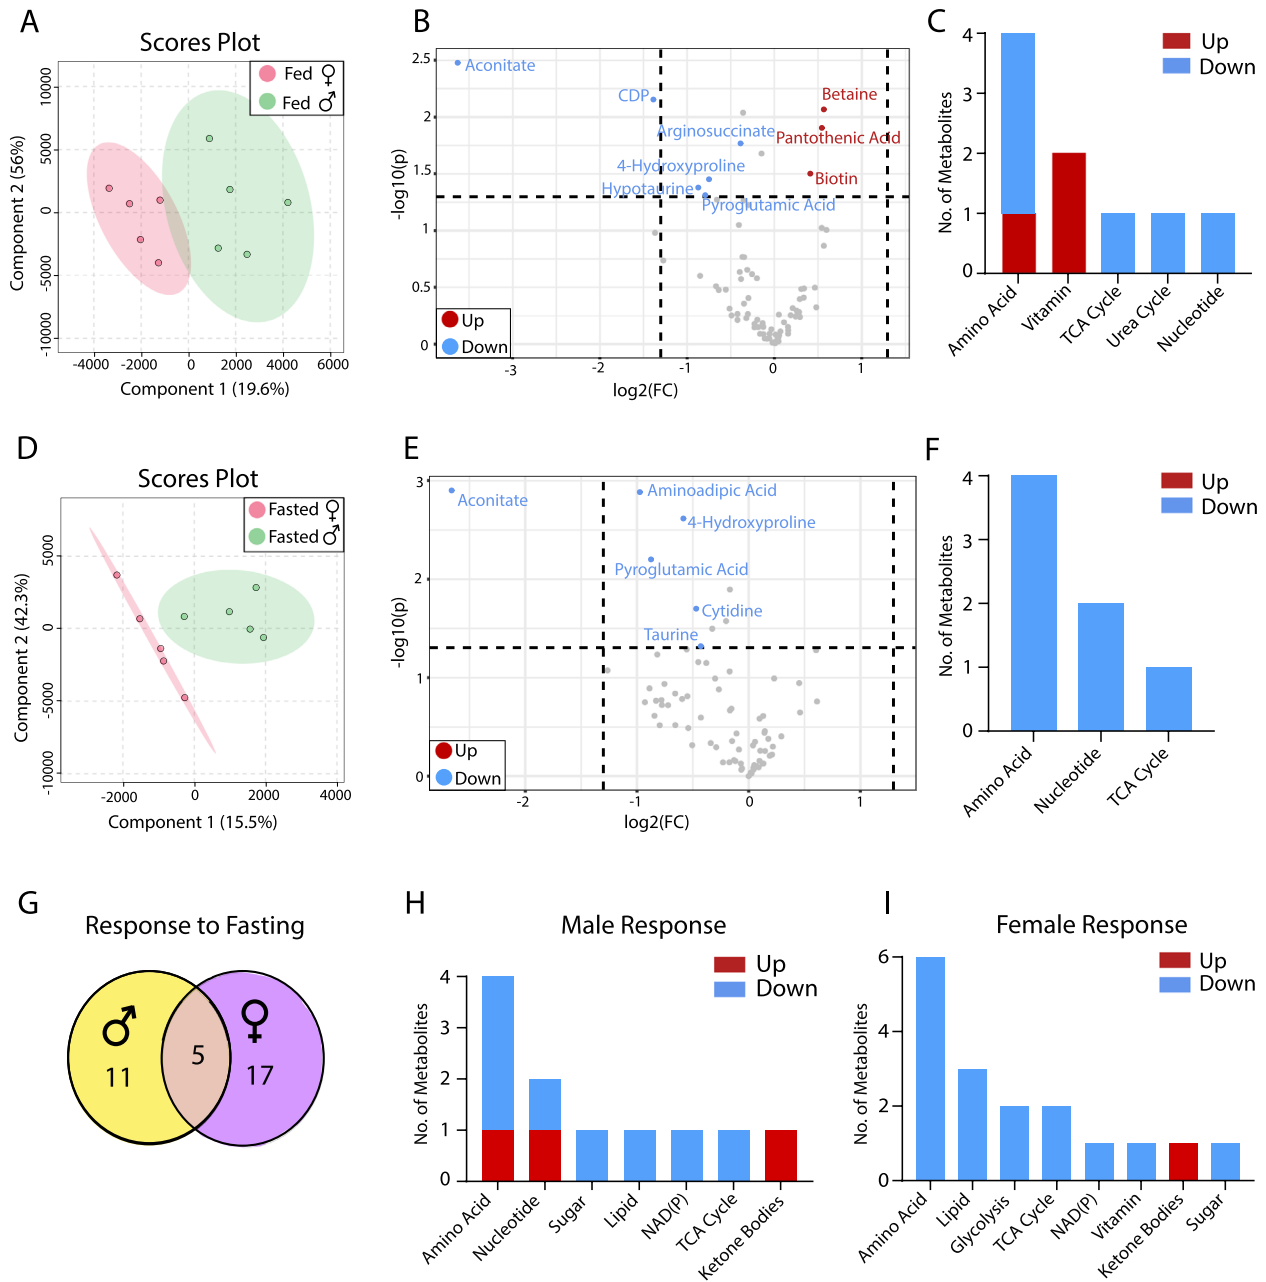 A
Scores Plot
Fed ♀
Fed ♂
10000
5000
0
-5000
-10000
Component 2 (56%)
-4000 -2000 0 2000 4000 6000
Component 1 (19.6%)
B
2.5
2
1.5
1
0.5
0
-log10(p)
Aconitate
CDP
Betaine
Arginosuccinate
Pantothenic Acid
4-Hydroxyproline
Biotin
Hypotaurine
Pyroglutamic Acid
Up
Down
-3 -2 -1 0 1
log2(FC)
C
Up
Down
4
3
2
1
0
No. of Metabolites
Amino Acid
Vitamin
TCA Cycle
Urea Cycle
Nucleotide
D
Scores Plot
Fasted ♀
Fasted ♂
5000
0
-5000
-10000
Component 2 (42.3%)
-2000 0 2000 4000
Component 1 (15.5%)
E
3
2
1
0
-log10(p)
Aconitate
Aminoadipic Acid
4-Hydroxyproline
Pyroglutamic Acid
Cytidine
Taurine
Up
Down
-2 -1 0 1
log2(FC)
F
Up
Down
4
3
2
1
0
No. of Metabolites
Amino Acid
Nucleotide
TCA Cycle
G
Response to Fasting
♂ ♀
11 5 17
H
Male Response
Up
Down
4
3
2
1
0
No. of Metabolites
Amino Acid
Nucleotide
Sugar
Lipid
NAD(P)
TCA Cycle
Ketone Bodies
I
Female Response
Up
Down
6
4
2
0
No. of Metabolites
Amino Acid
Lipid
Glycolysis
TCA Cycle
NAD(P)
Vitamin
Ketone Bodies
Sugar